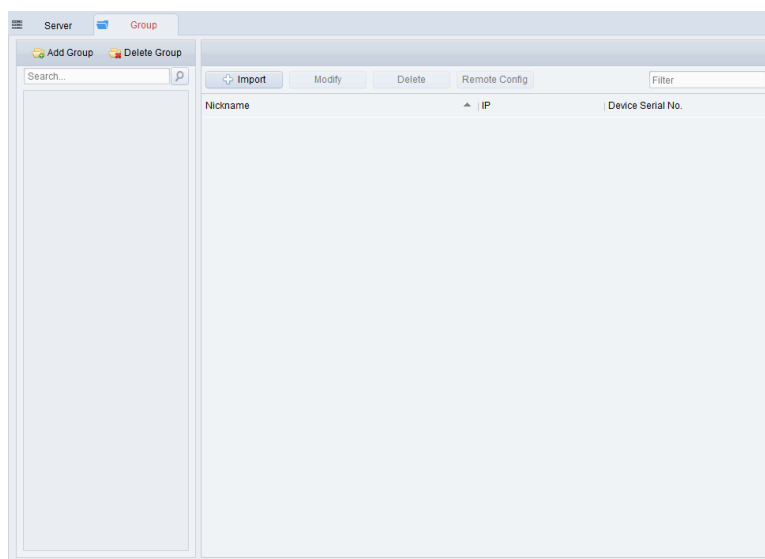 Server Group
Add Group Delete Group
Search...
Import Modify Delete Remote Config Filter
Nickname IP Device Serial No.